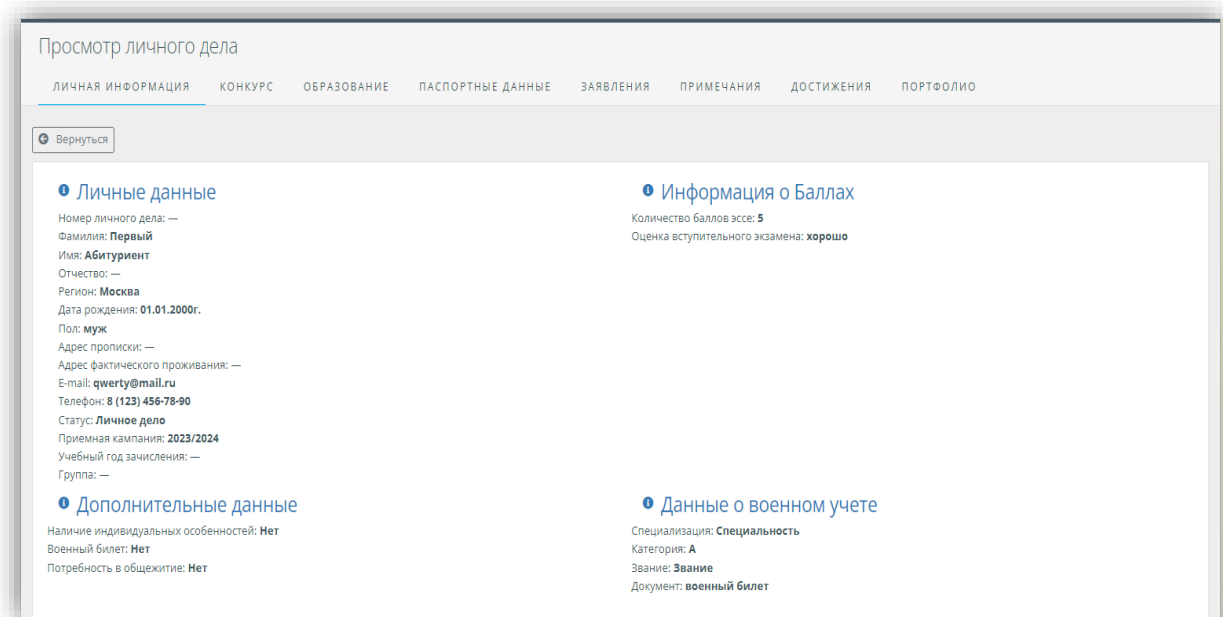 Просмотр личного дела
ЛИЧНАЯ ИНФОРМАЦИЯ КОНКУРС ОБРАЗОВАНИЕ ПАСПОРТНЫЕ ДАННЫЕ ЗАЯВЛЕНИЯ ПРИМЕЧАНИЯ ДОСТИЖЕНИЯ ПОРТФОЛИО
Вернуться
Личные данные
Номер личного дела: —
Фамилия: Первый
Имя: Абитуриент
Отчество: —
Регион: Москва
Дата рождения: 01.01.2000г.
Пол: муж
Адрес прописки: —
Адрес фактического проживания: —
E-mail: qwerty@mail.ru
Телефон: 8 (123) 456-78-90
Статус: Личное дело
Приемная кампания: 2023/2024
Учебный год зачисления: —
Группа: —
Информация о Баллах
Количество баллов эссе: 5
Оценка вступительного экзамена: хорошо
Дополнительные данные
Наличие индивидуальных особенностей: Нет
Военный билет: Нет
Потребность в общежитие: Нет
Данные о военном учете
Специализация: Специальность
Категория: А
Звание: Звание
Документ: военный билет